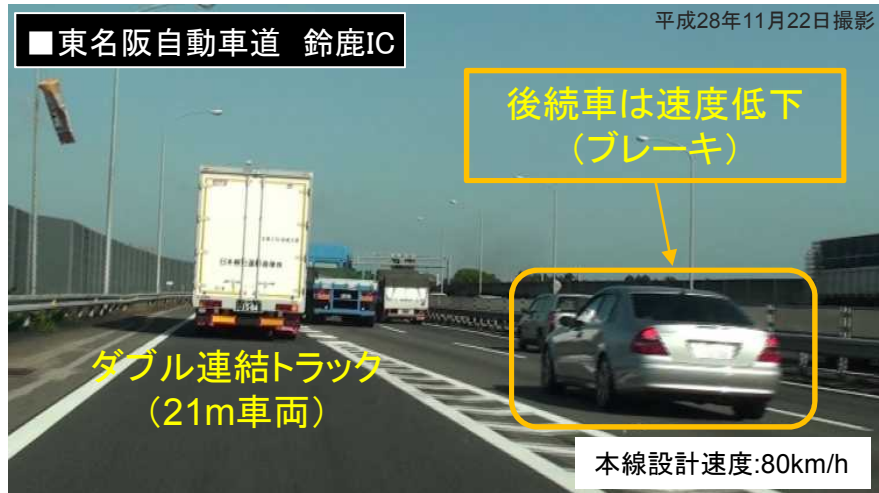 ■東名阪自動車道　鈴鹿IC
平成28年11月22日撮影
後続車は速度低下
（ブレーキ）
ダブル連結トラック
（21m車両）
本線設計速度:80km/h